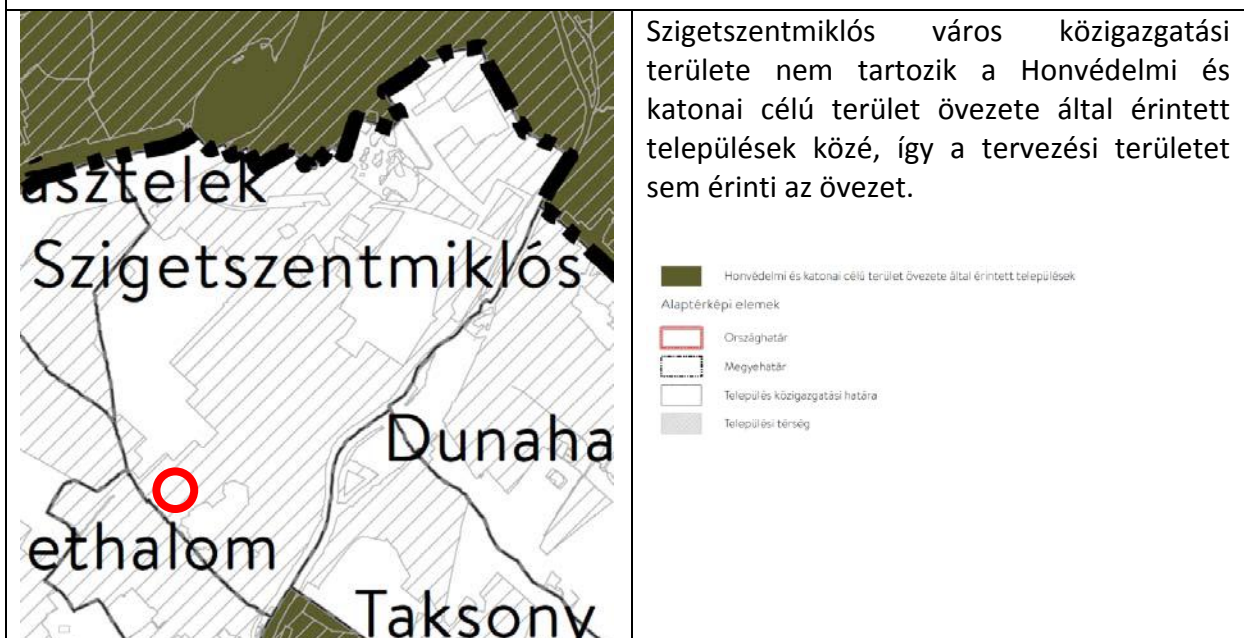 Szigetszentmiklós város közigazgatási
területe nem tartozik a Honvédelmi és
katonai célú terület övezete által érintett
települések közé, így a tervezési területet
sem érinti az övezet.
asztelek
Szigetszentmiklós
Dunaha
ethalom
Taksony
Honvédelmi és katonai célú terület övezete által érintett települések
Alaptérképi elemek
Országhatár
Megyehatár
Település közigazgatási határa
Települési térség